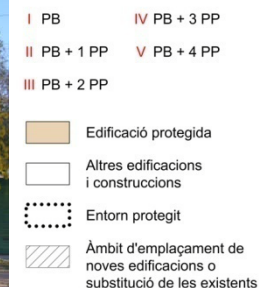 I PB
IV PB + 3 PP
II PB + 1 PP
V PB + 4 PP
III PB + 2 PP
Edificació protegida
Altres edificacions
i construccions
Entorn protegit
Àmbit d'emplaçament de
noves edificacions o
substitució de les existents